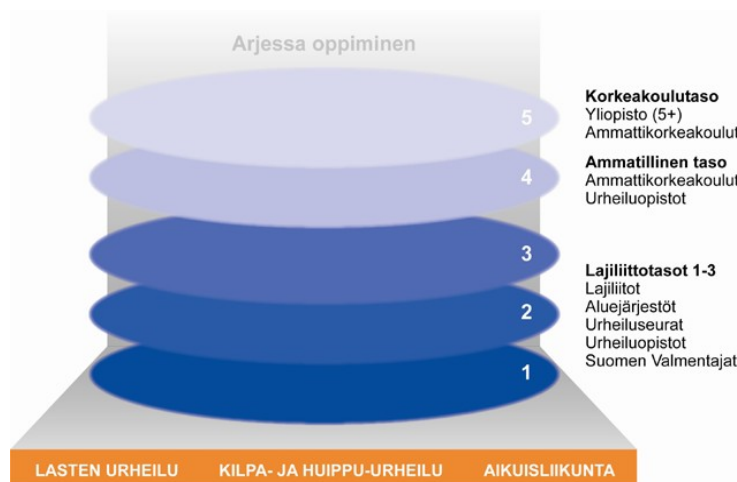 Arjessa oppiminen
5
Korkeakoulutaso
Yliopisto (5+)
Ammattikorkeakoulut
4
Ammatillinen taso
Ammattikorkeakoulut
Urheiluopistot
3
2
1
Lajiliittotasot 1-3
Lajiliitot
Aluejärjestöt
Urheiluseurat
Urheiluopistot
Suomen Valmentajat
LASTEN URHEILU KILPA- JA HUIPPU-URHEILU AIKUISLIIKUNTA